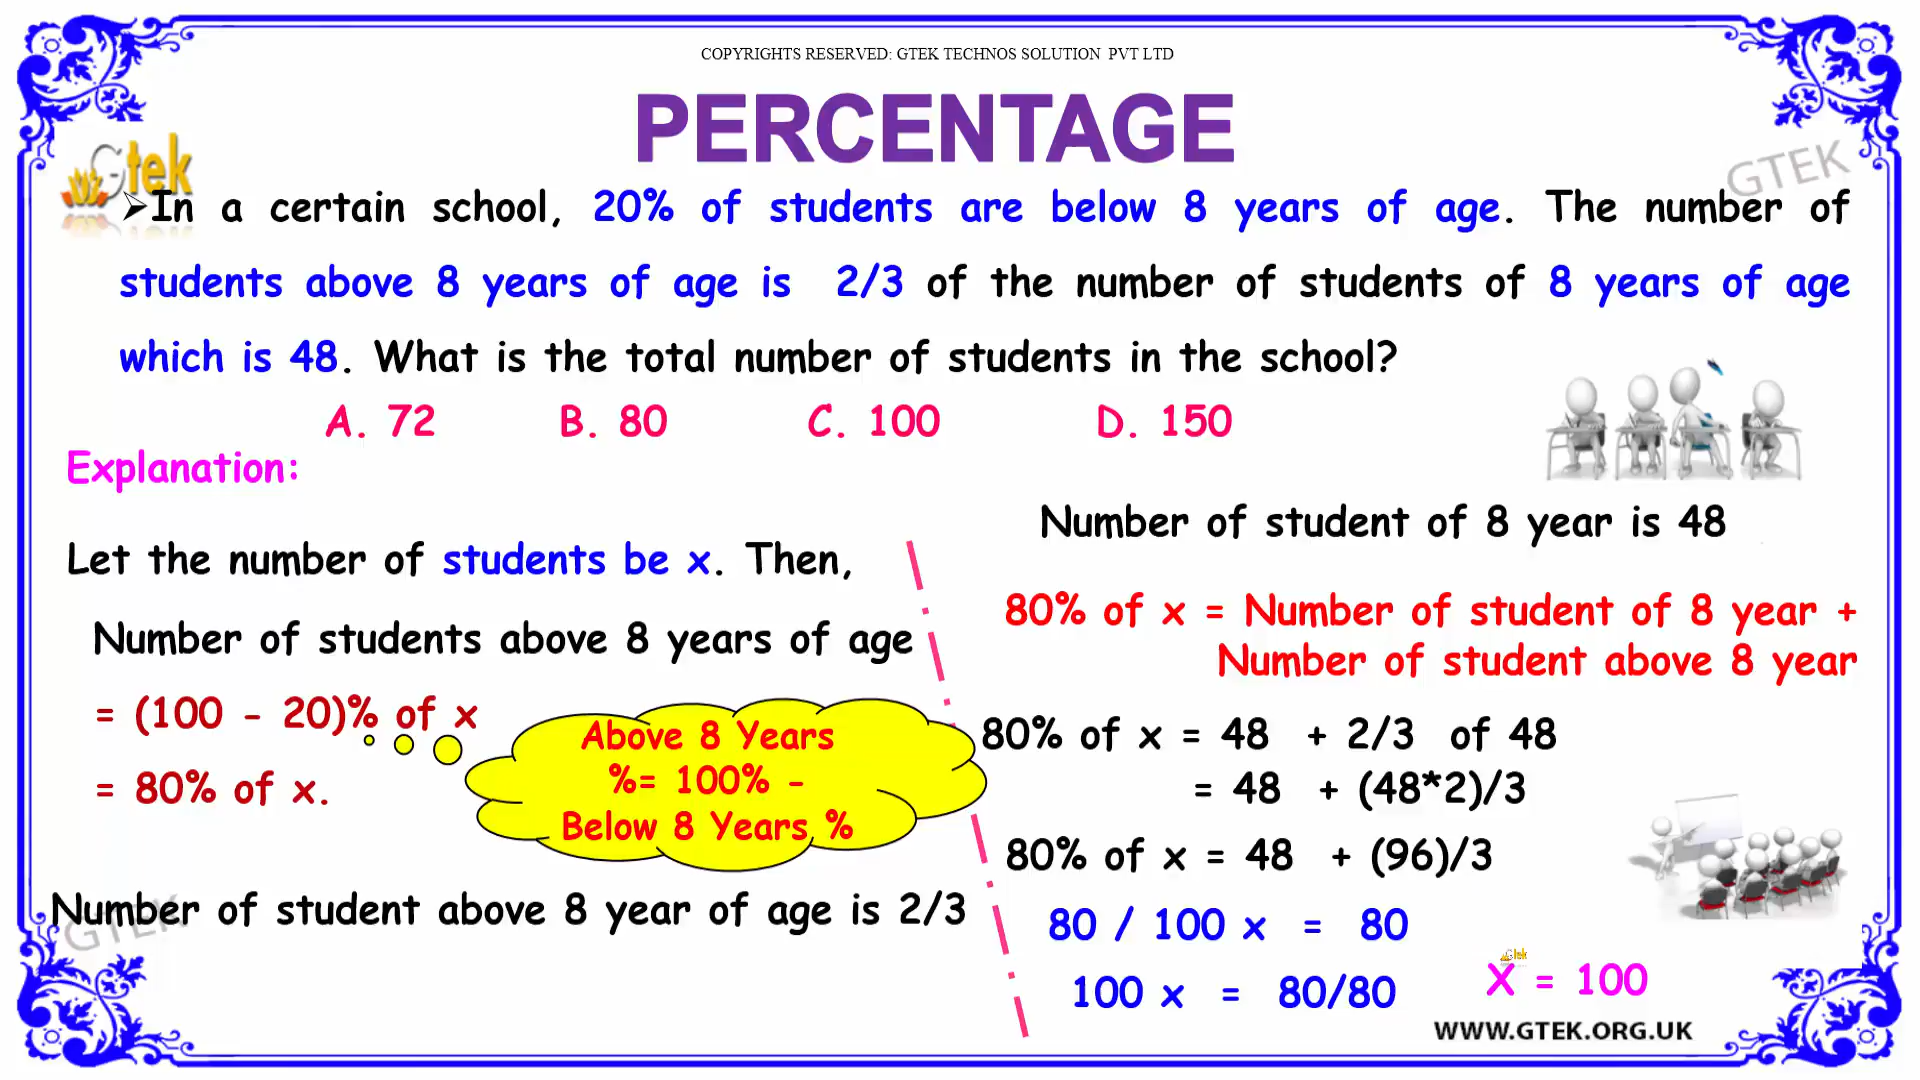 COPYRIGHTS RESERVED: GTEK TECHNOS SOLUTION PVT LTD
PERCENTAGE
Gtek
GTEK
➢In a certain school, 20% of students are below 8 years of age. The number of
students above 8 years of age is 2/3 of the number of students of 8 years of age
which is 48. What is the total number of students in the school?
A. 72 B. 80 C. 100 D. 150
Explanation:
Let the number of students be x. Then,
Number of students above 8 years of age
= (100 - 20)% of x
= 80% of x.
Above 8 Years
%= 100% -
Below 8 Years %
Number of student above 8 year of age is 2/3
GTEK
Number of student of 8 year is 48
80% of x = Number of student of 8 year +
Number of student above 8 year
80% of x = 48 + 2/3 of 48
= 48 + (48*2)/3
80% of x = 48 + (96)/3
80 / 100 x = 80
100 x = 80/80
Gtek
X = 100
WWW.GTEK.ORG.UK